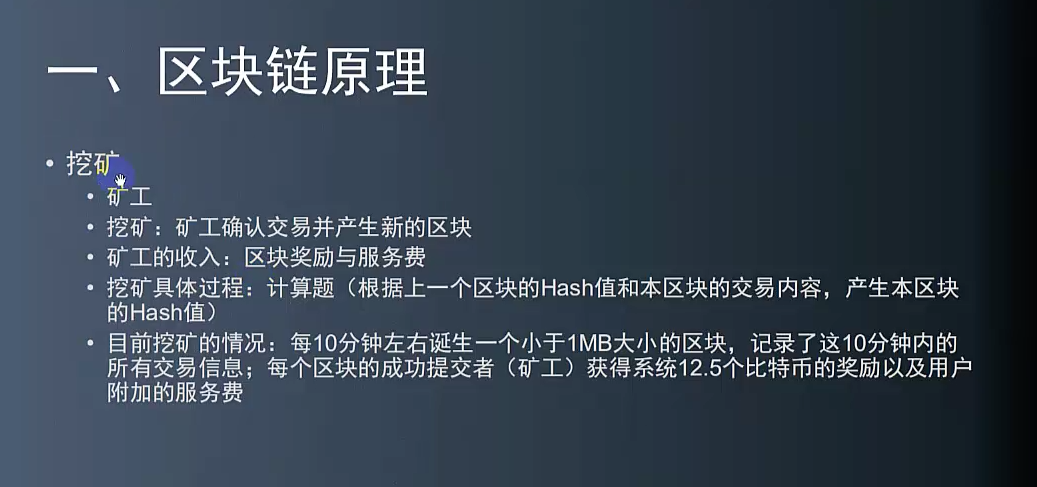 一、区块链原理
• 挖矿
• 矿工
• 挖矿：矿工确认交易并产生新的区块
• 矿工的收入：区块奖励与服务费
• 挖矿具体过程：计算题（根据上一个区块的Hash值和本区块的交易内容，产生本区块
的Hash值）
• 目前挖矿的情况：每10分钟左右诞生一个小于1MB大小的区块，记录了这10分钟内的
所有交易信息；每个区块的成功提交者（矿工）获得系统12.5个比特币的奖励以及用户
附加的服务费